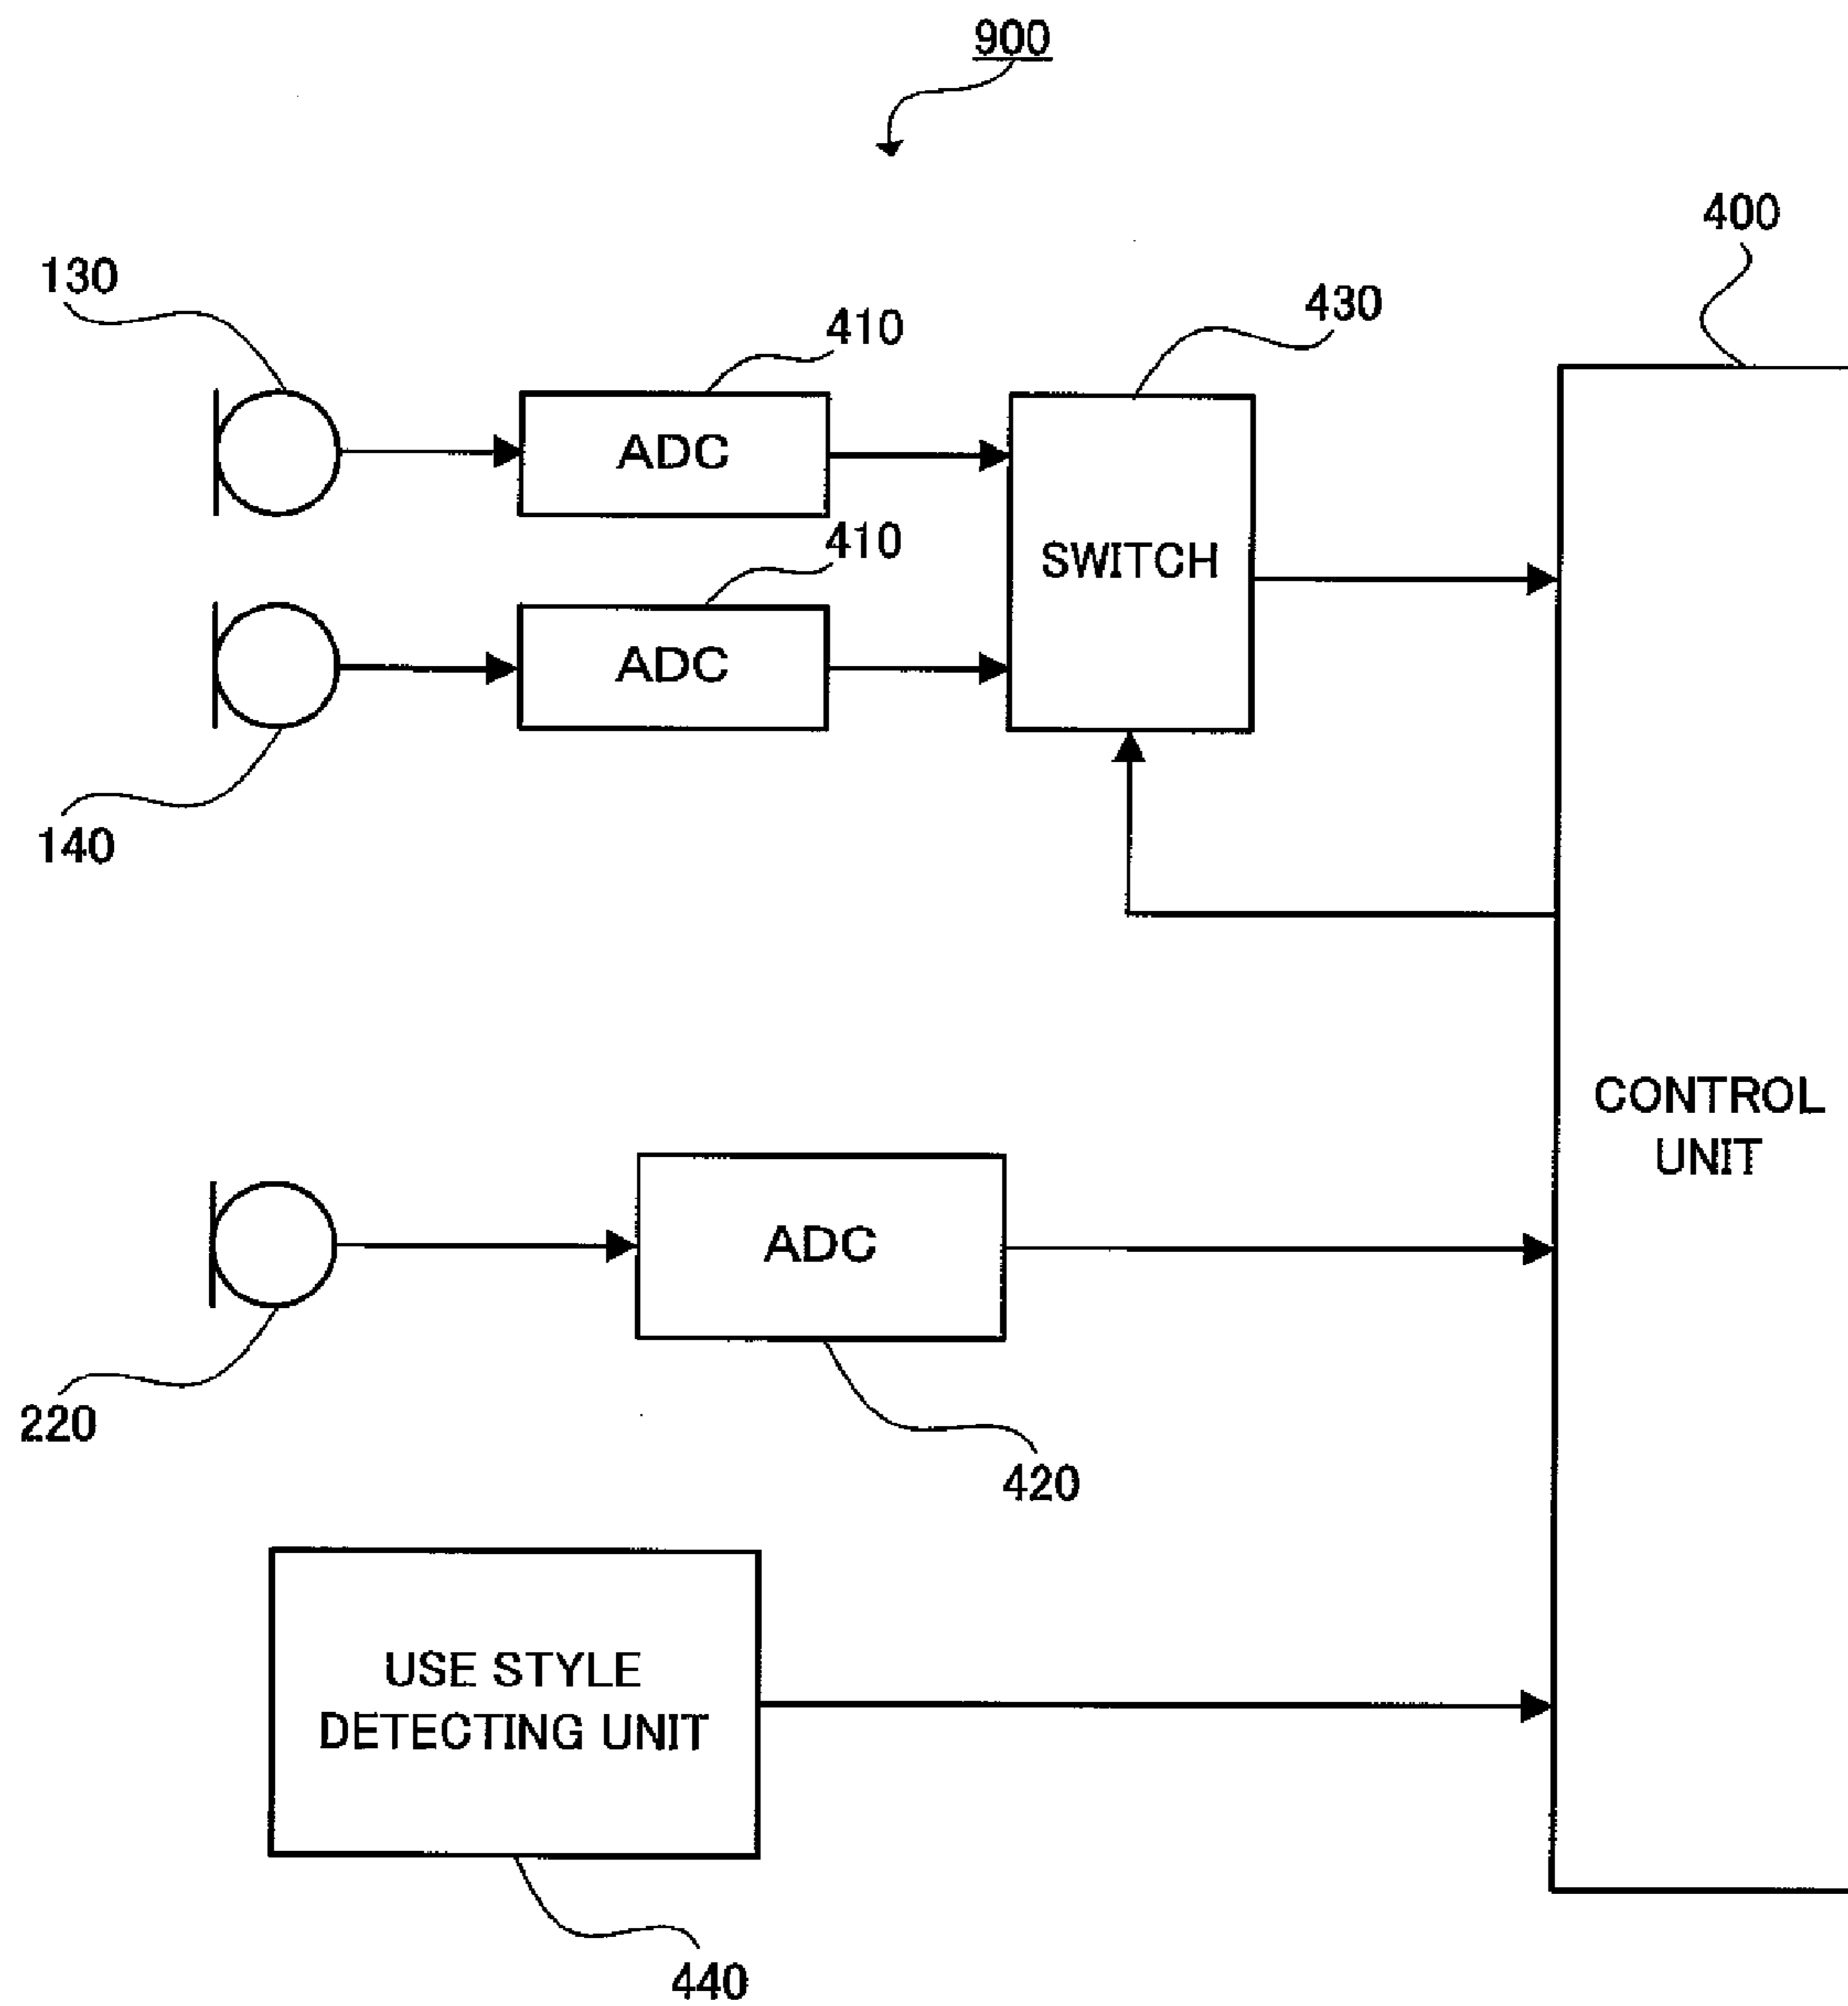 900
400
130
410
430
ADC
410
SWITCH
ADC
140
CONTROL
UNIT
ADC
220
420
USE STYLE
DETECTING UNIT
440